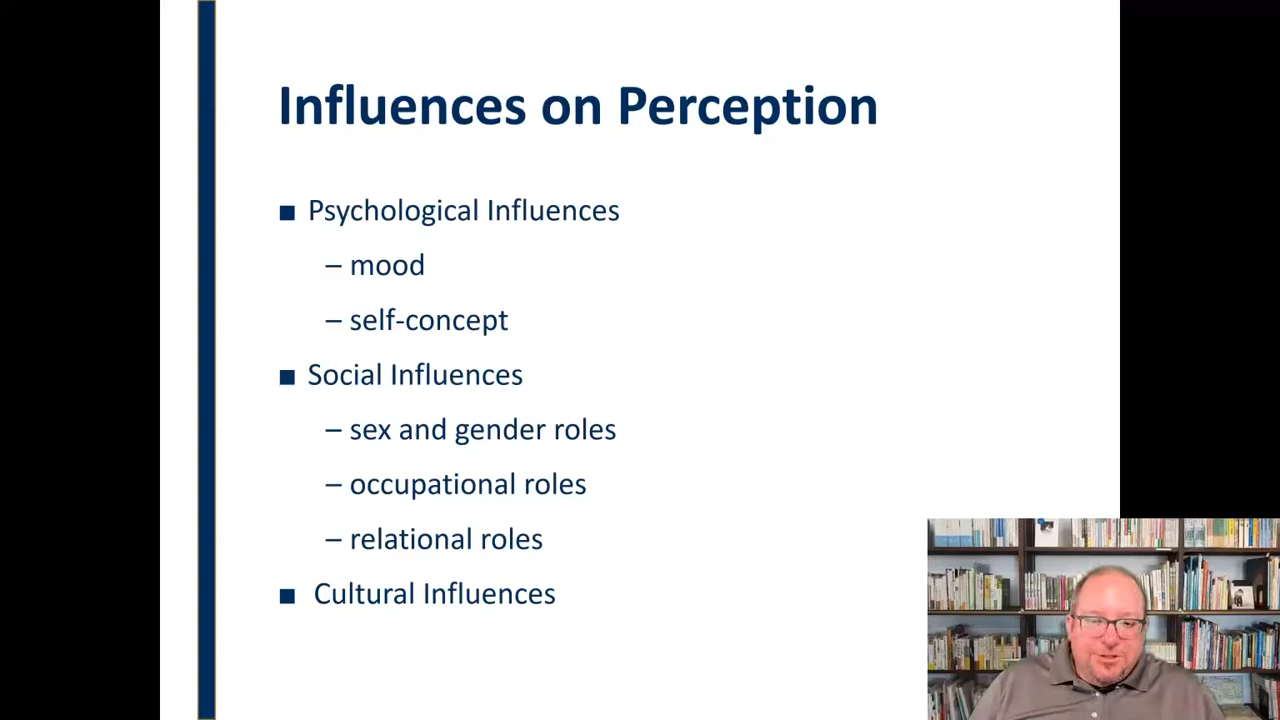 Influences on Perception
■ Psychological Influences
– mood
– self-concept
■ Social Influences
– sex and gender roles
– occupational roles
– relational roles
■ Cultural Influences